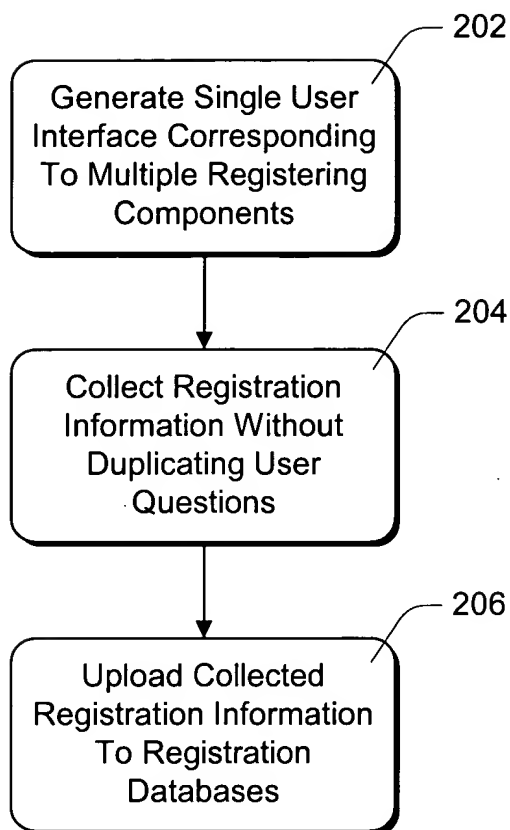 202
Generate Single User
Interface Corresponding
To Multiple Registering
Components
204
Collect Registration
Information Without
Duplicating User
Questions
206
Upload Collected
Registration Information
To Registration
Databases